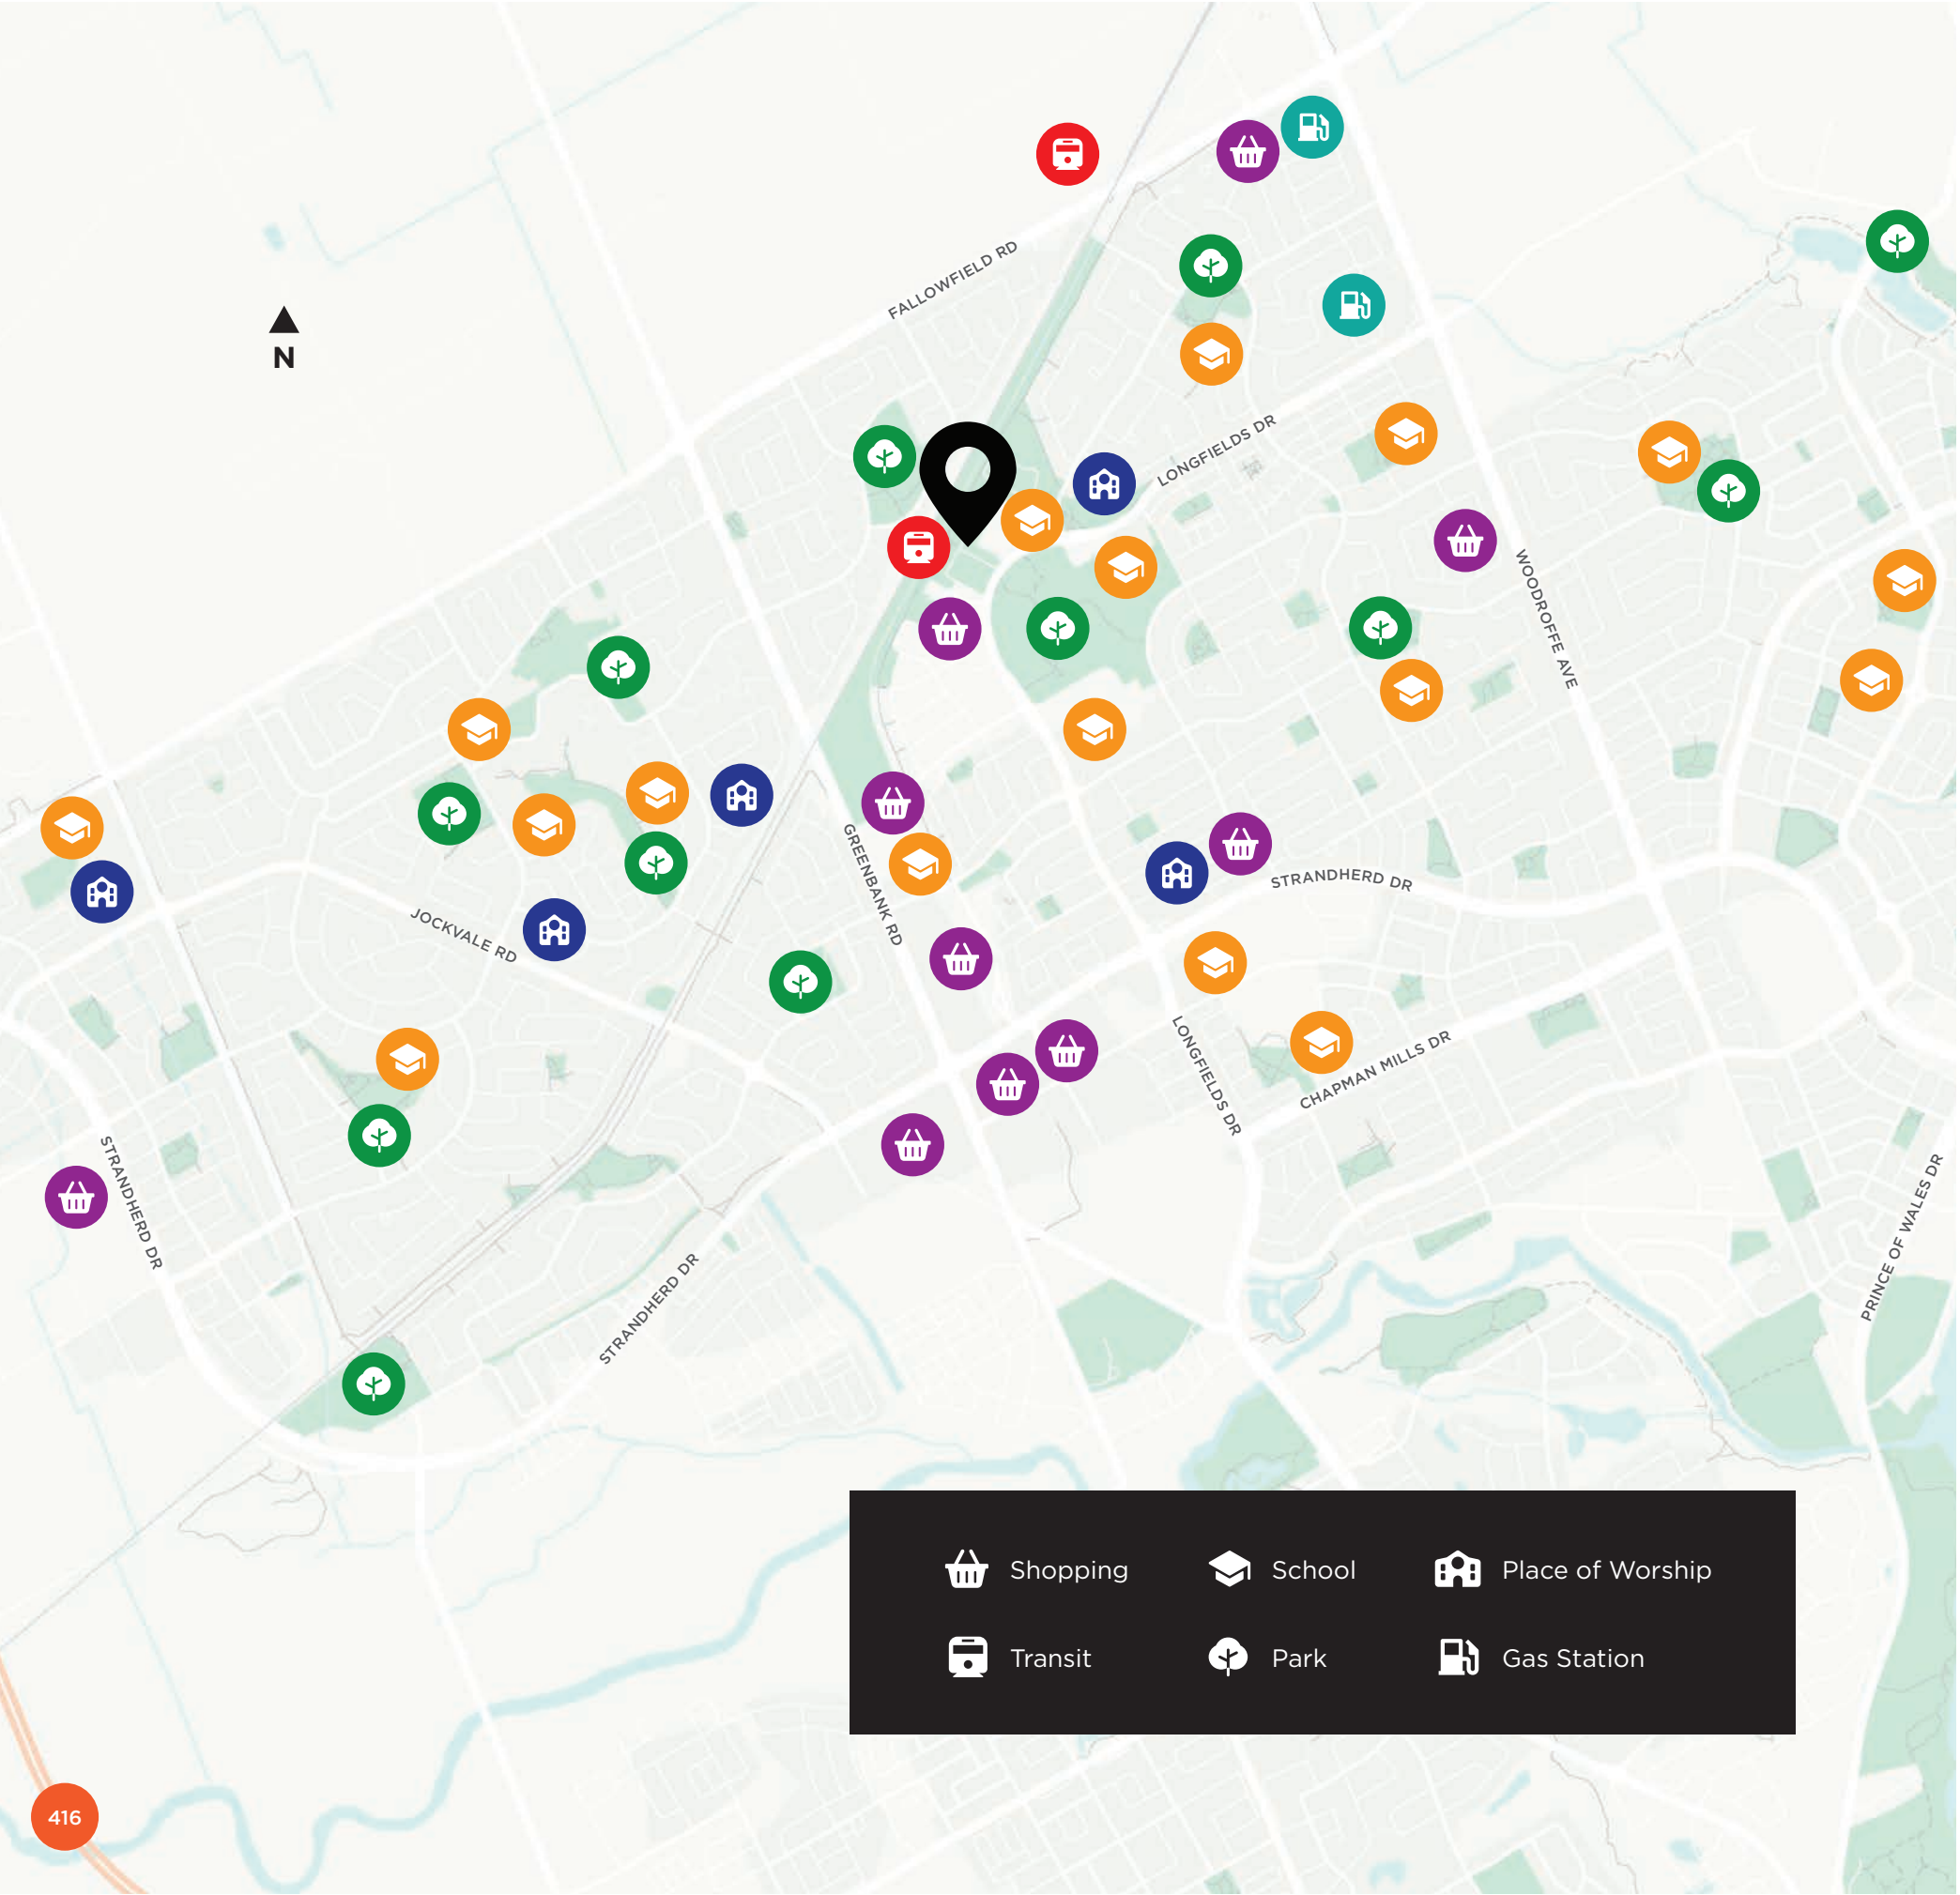 FALLOWFIELD RD
N
LONGFIELDS DR
WOODROFFE AVE
GREENBANK RD
STRANDHERD DR
JOCKVALE RD
LONGFIELDS DR
CHAPMAN MILLS DR
STRANDHERD DR
PRINCE OF WALES DR
STRANDHERD DR
Shopping
School
Place of Worship
Transit
Park
Gas Station
416